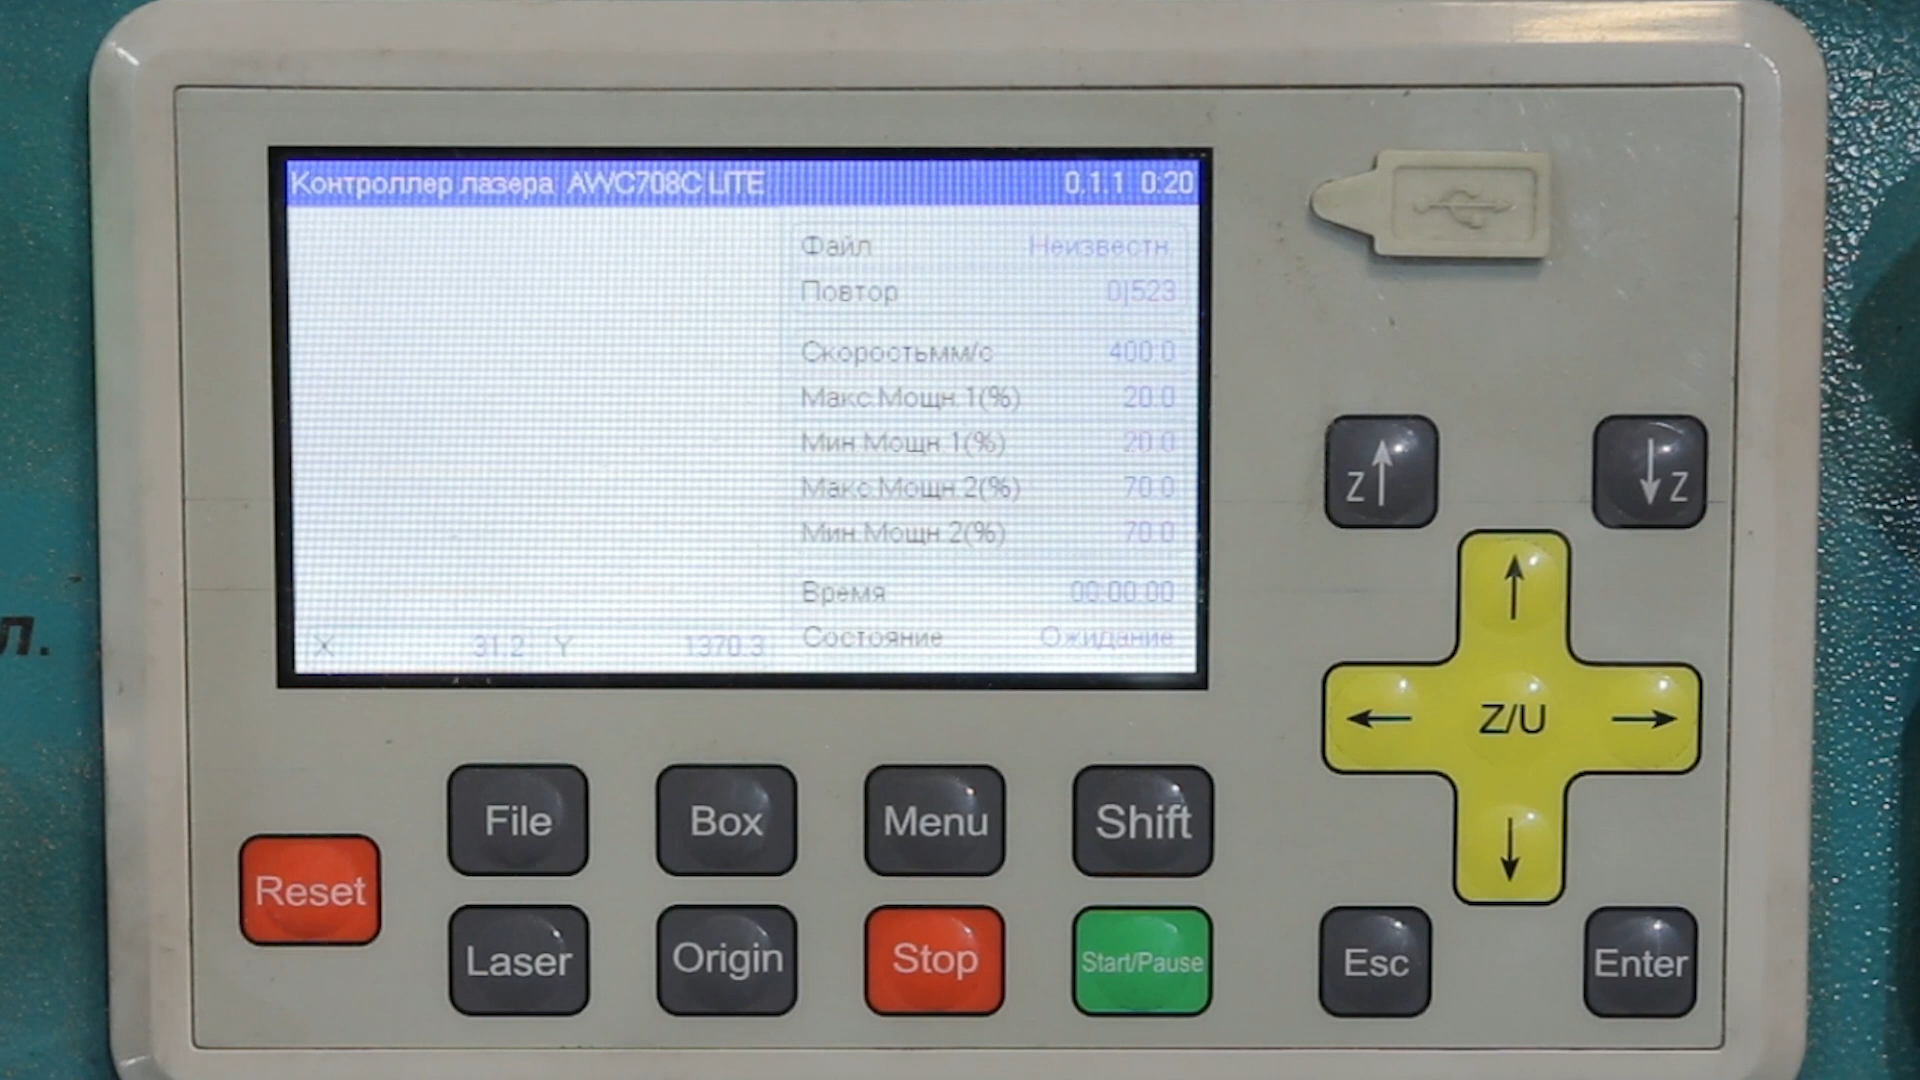 Контроллер лазера AWC708C LITE 0.1.1 0:20
Файл Неизвестн.
Повтор 0|523
Скоростьмм/с 400.0
Макс.Мощн.1(%) 20.0
Мин.Мощн.1(%) 20.0
Макс.Мощн.2(%) 70.0
Мин.Мощн.2(%) 70.0
Время 00:00:00
Состояние Ожидание
X 31.2 Y 1370.3
Z
Z
Z/U
File Box Menu Shift
Reset
Laser Origin Stop Start/Pause Esc Enter
л.